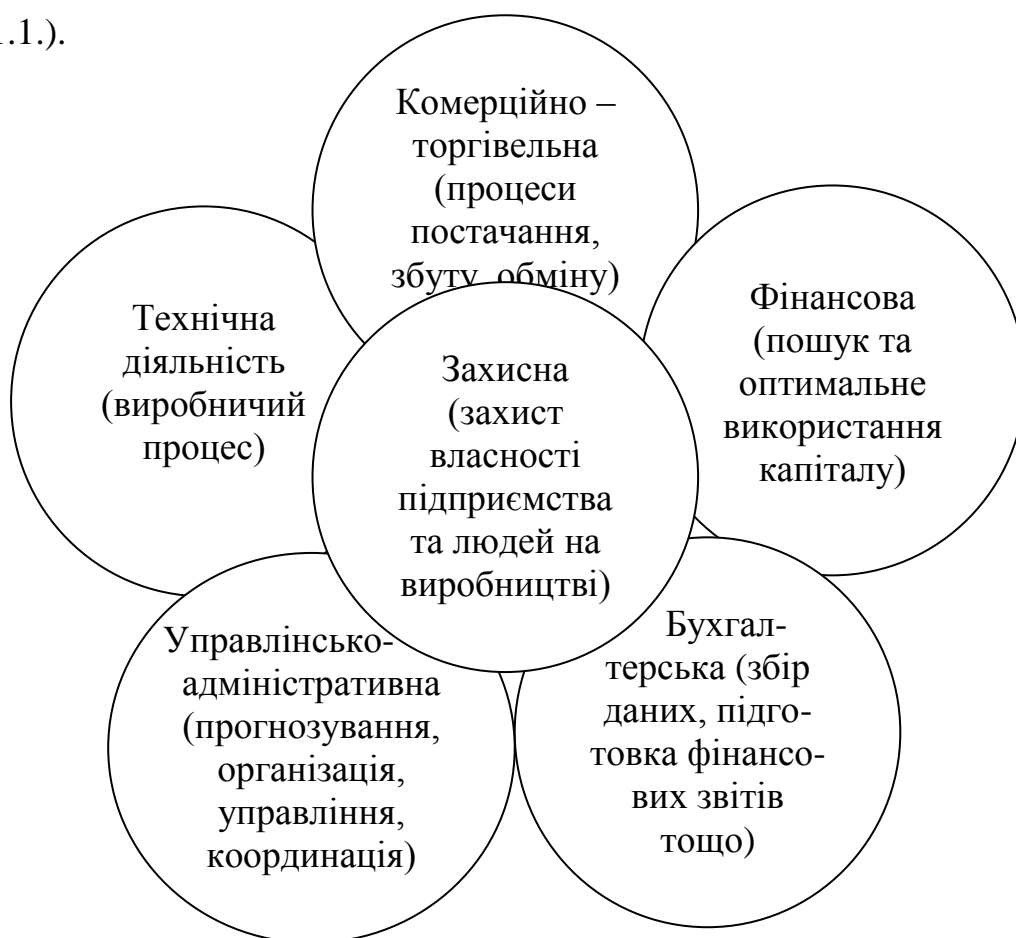 .1.).
Комерційно –
торгівельна
(процеси
постачання,
збуту, обміну)
Технічна
діяльність
(виробничий
процес)
Захисна
(захист
власності
підприємства
та людей на
виробництві)
Фінансова
(пошук та
оптимальне
використання
капіталу)
Управлінсько-
адміністративна
(прогнозування,
організація,
управління,
координація)
Бухгал-
терська (збір
даних, підго-
товка фінансо-
вих звітів
тощо)